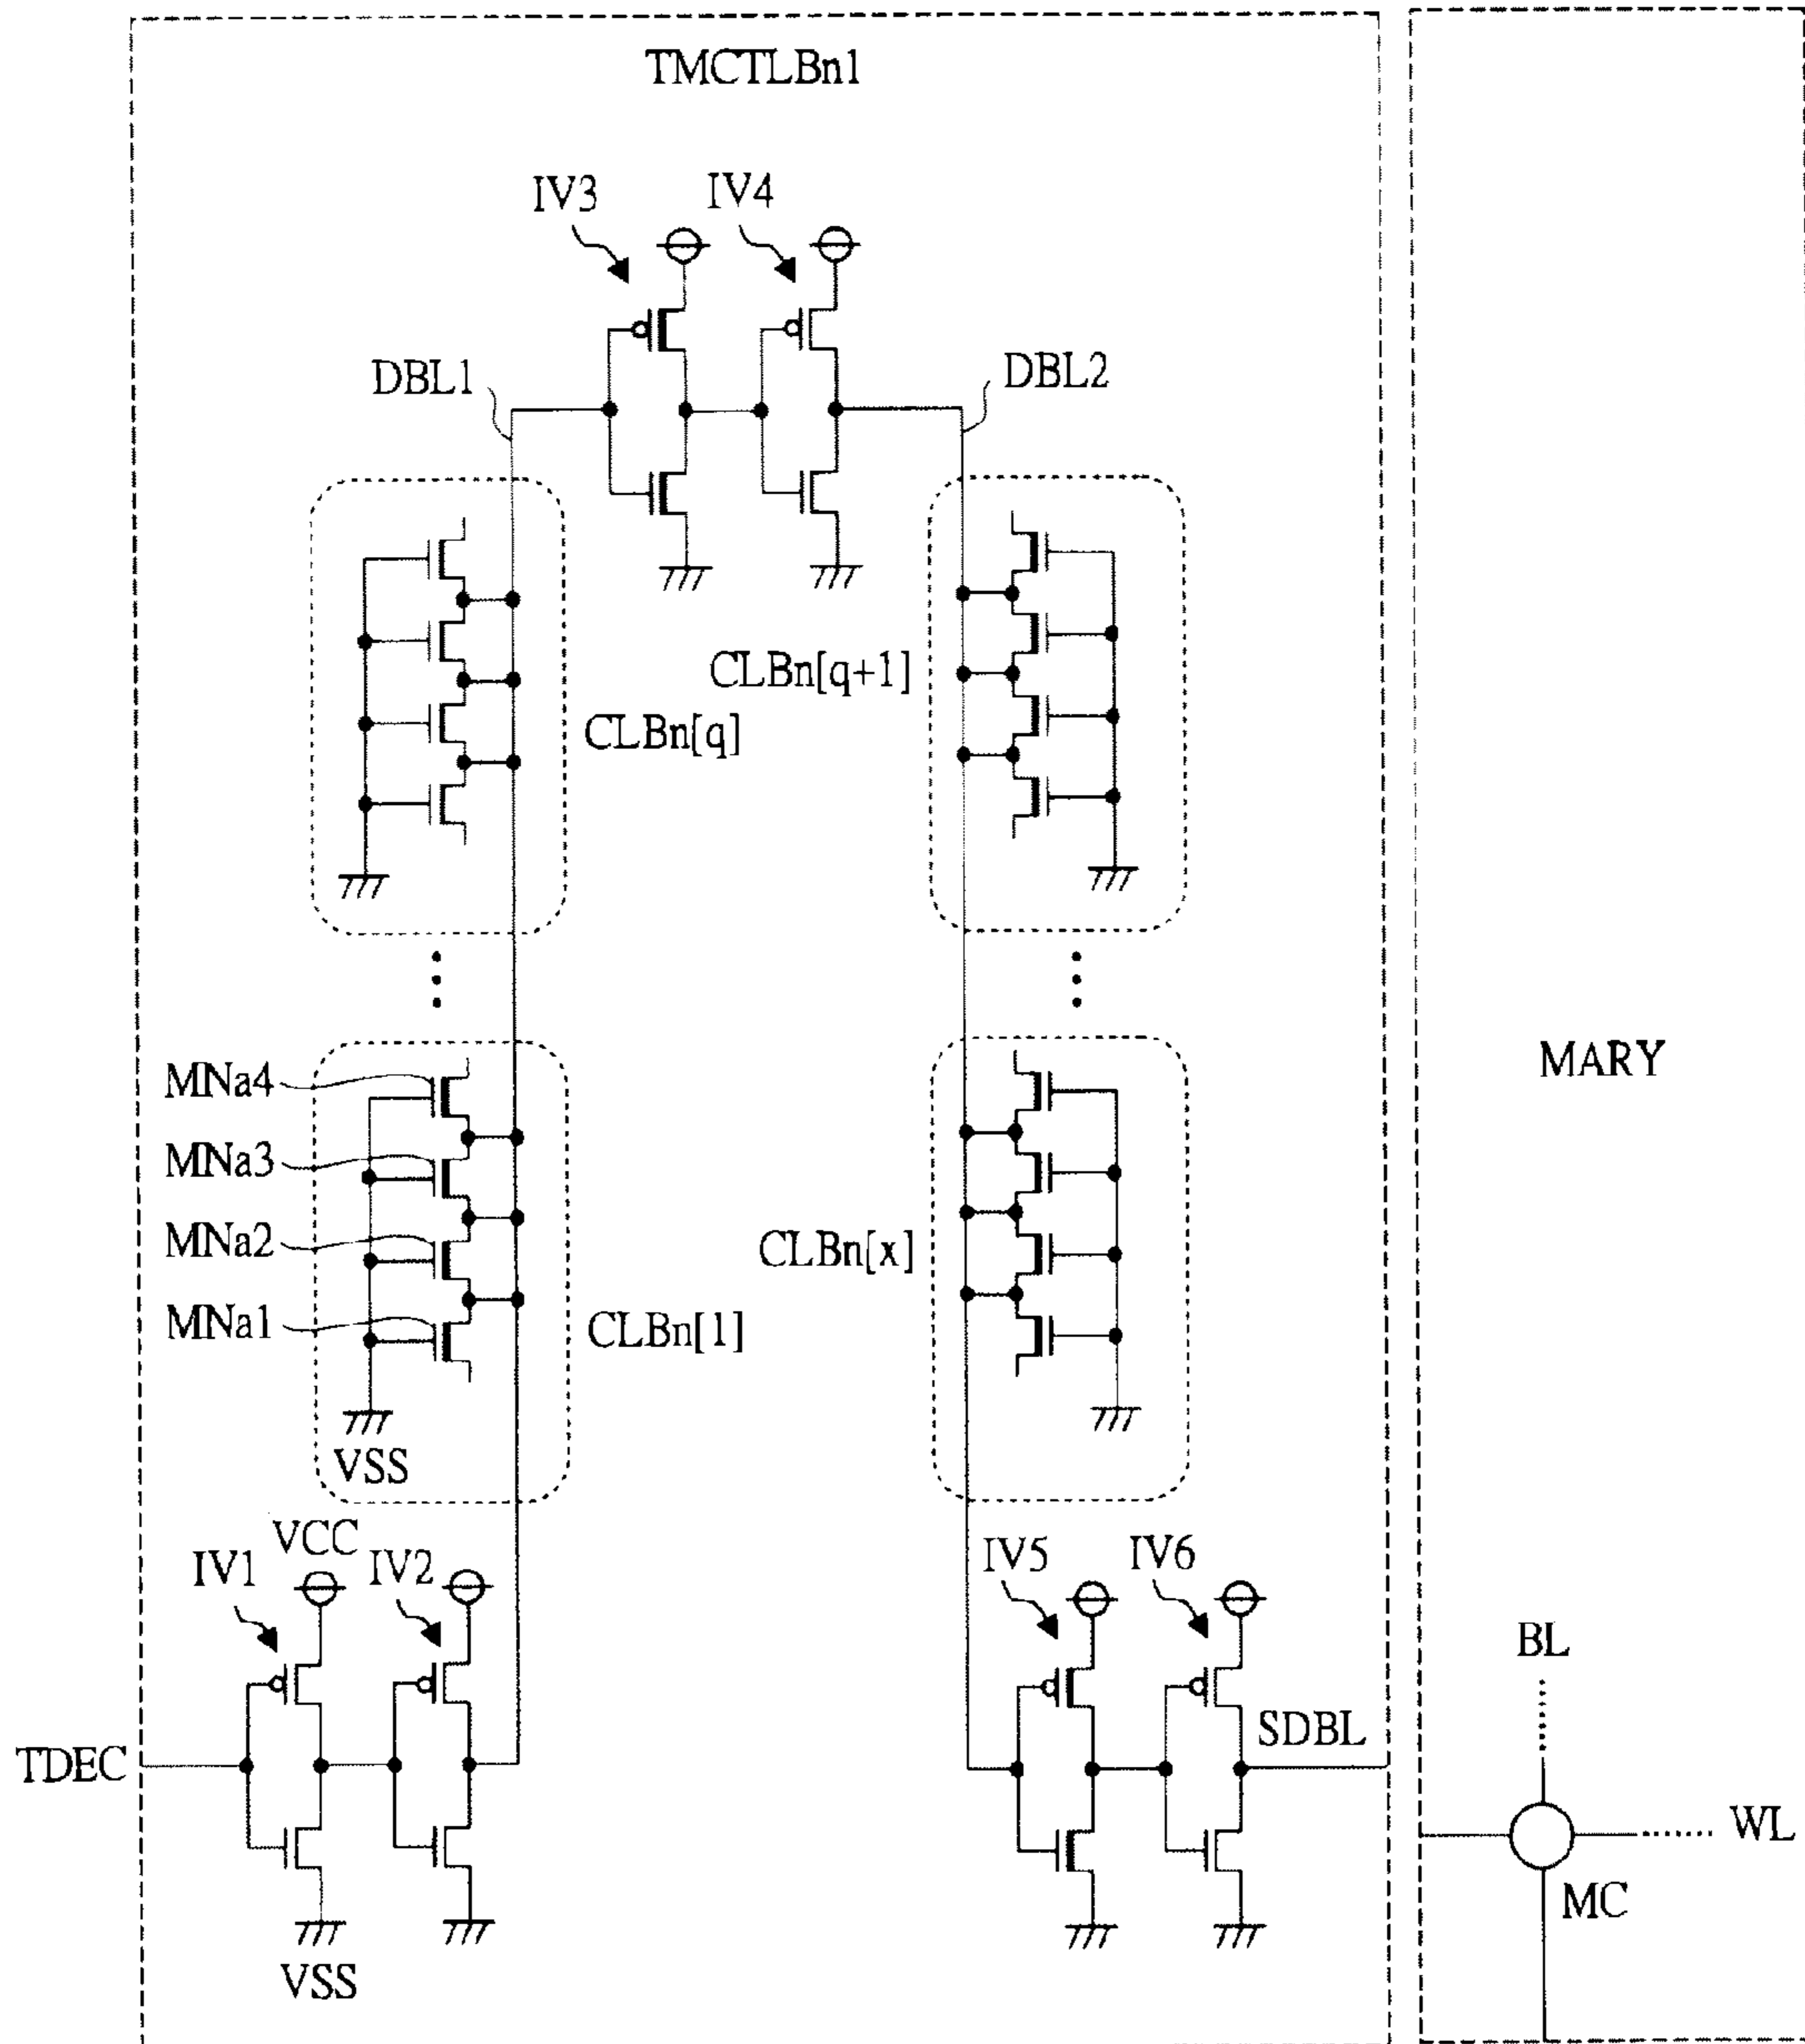 TMCTLBn1
IV3
IV4
DBL1
DBL2
CLBn[q+1]
CLBn[q]
MARY
MNa4
MNa3
MNa2
MNa1
CLBn[x]
CLBn[1]
VSS
VCC
IV1
IV2
IV5
IV6
BL
SDBL
TDEC
WL
MC
VSS